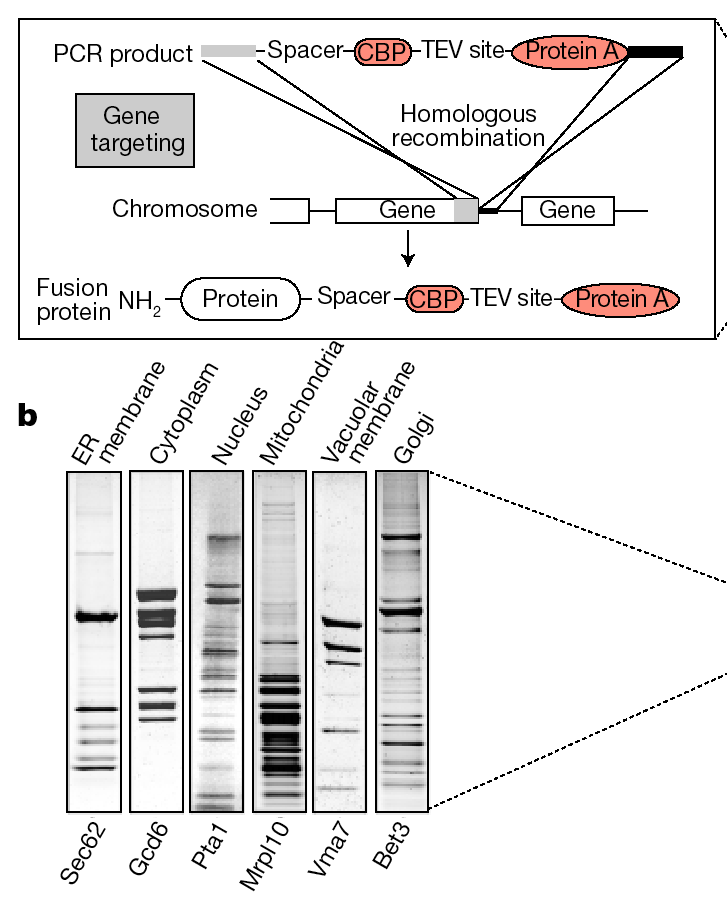 PCR product Spacer CBP TEV site Protein A
Gene
targeting
Homologous
recombination
Chromosome Gene Gene
Fusion
protein NH2 Protein Spacer CBP TEV site Protein A
b
ER
membrane
Cytoplasm
Nucleus
Mitochondria
Vacuolar
membrane
Golgi
Sec62
Gcd6
Pta1
Mrpl10
Vma7
Bet3